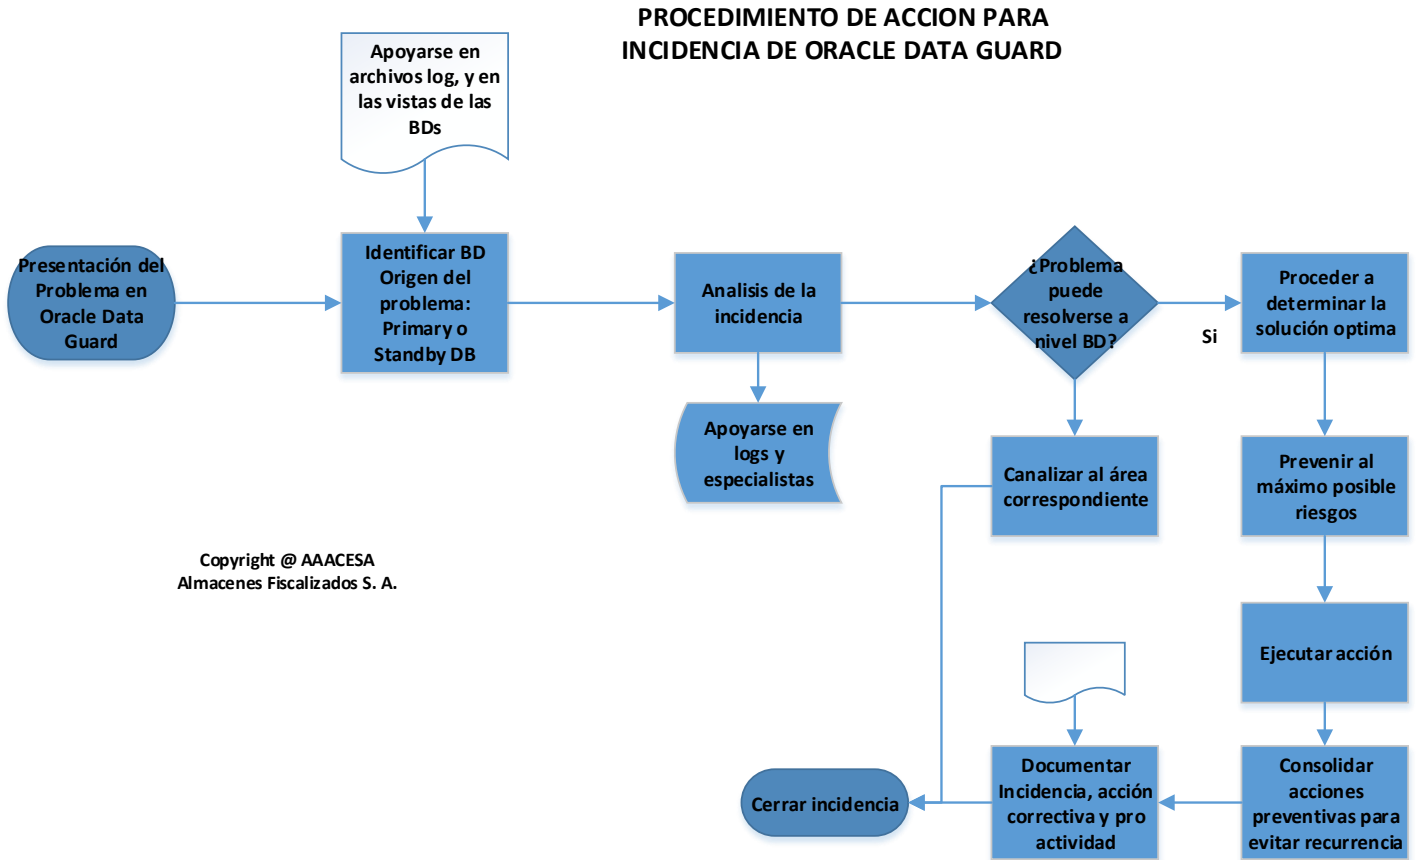 PROCEDIMIENTO DE ACCION PARA
INCIDENCIA DE ORACLE DATA GUARD
Apoyarse en
archivos log, y en
las vistas de las
BDs
Presentación del
Problema en
Oracle Data
Guard
Identificar BD
Origen del
problema:
Primary o
Standby DB
Analisis de la
incidencia
Apoyarse en
logs y
especialistas
¿Problema
puede
resolverse a
nivel BD?
Si
Proceder a
determinar la
solución optima
Canalizar al área
correspondiente
Prevenir al
máximo posible
riesgos
Ejecutar acción
Consolidar
acciones
preventivas para
evitar recurrencia
Documentar
Incidencia, acción
correctiva y pro
actividad
Cerrar incidencia
Copyright @ AAACESA
Almacenes Fiscalizados S. A.